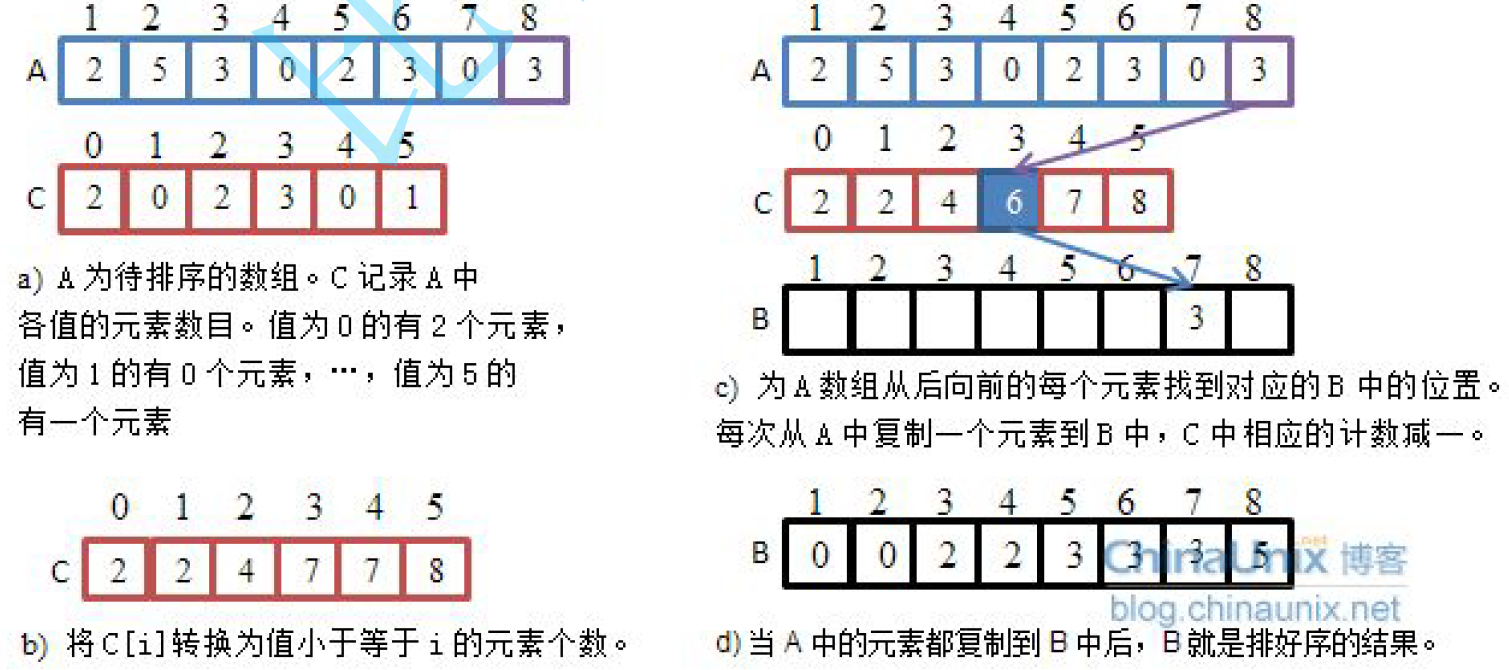 1 2 3 4 5 6 7 8
A 2 5 3 0 2 3 0 3
0 1 2 3 4 5
C 2 0 2 3 0 1
a) A 为待排序的数组。C 记录 A 中
各值的元素数目。值为 0 的有 2 个元素，
值为 1 的有 0 个元素，…，值为 5 的
有一个元素
0 1 2 3 4 5
C 2 2 4 7 7 8
b) 将C[i]转换为值小于等于 i 的元素个数。
1 2 3 4 5 6 7 8
A 2 5 3 0 2 3 0 3
0 1 2 3 4 5
C 2 2 4 6 7 8
1 2 3 4 5 6 7 8
B 3
c) 为 A 数组从后向前的每个元素找到对应的 B 中的位置。
每次从 A 中复制一个元素到 B 中，C 中相应的计数减一。
1 2 3 4 5 6 7 8
B 0 0 2 2 3 3 3 5
d)当 A 中的元素都复制到 B 中后，B 就是排好序的结果。
ChinaUnix.net 博客
blog.chinaunix.net